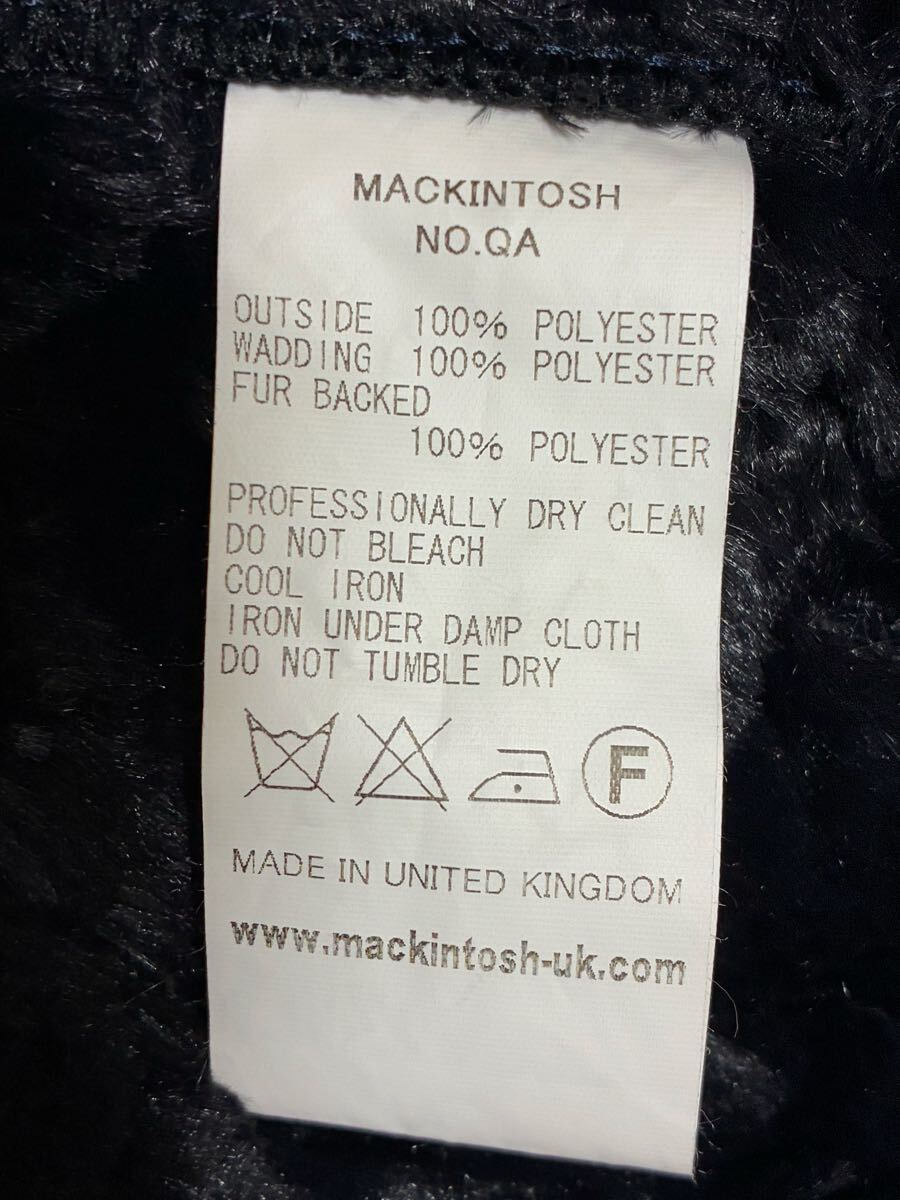 MACKINTOSH
NO.QA
OUTSIDE 100% POLYESTER
WADDING 100% POLYESTER
FUR BACKED
100% POLYESTER
PROFESSIONALLY DRY CLEAN
DO NOT BLEACH
COOL IRON
IRON UNDER DAMP CLOTH
DO NOT TUMBLE DRY
F
MADE IN UNITED KINGDOM
www.mackintosh-uk.com